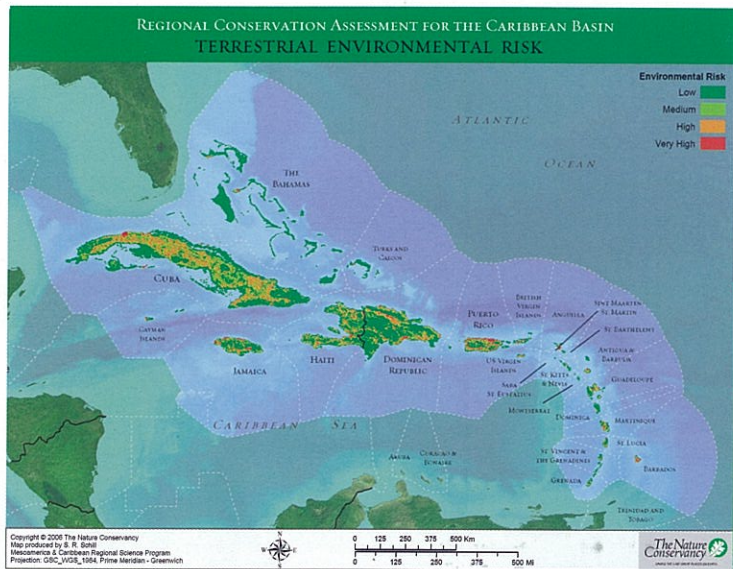 REGIONAL CONSERVATION ASSESSMENT FOR THE CARIBBEAN BASIN
TERRESTRIAL ENVIRONMENTAL RISK
Environmental Risk
Low
Medium
High
Very High
ATLANTIC
OCEAN
THE
BAHAMAS
TURKS AND
CAICOS
CUBA
CAYMAN
ISLANDS
JAMAICA
HAITI
DOMINICAN
REPUBLIC
PUERTO
RICO
BRITISH
VIRGIN
ISLANDS
ANGUILLA
SINT MAARTEN
ST. MARTIN
ST. BARTHELEMY
ANTIGUA &
BARBUDA
US VIRGIN
ISLANDS
SABA
ST. EUSTATIUS
ST. KITTS
& NEVIS
GUADELOUPE
MONTSERRAT
DOMINICA
MARTINIQUE
ST. LUCIA
ST. VINCENT &
THE GRENADINES
BARBADOS
GRENADA
CARIBBEAN SEA
ARUBA
CURACAO &
BONAIRE
TRINIDAD AND
TOBAGO
Copyright © 2006 The Nature Conservancy
Map produced by S. R. Schill
Mesoamerica & Caribbean Regional Science Program
Projection: GSC_WGS_1984, Prime Meridian - Greenwich
N
W E
S
0 125 250 375 500 Km
0 125 250 375 500 Mi
The Nature
Conservancy